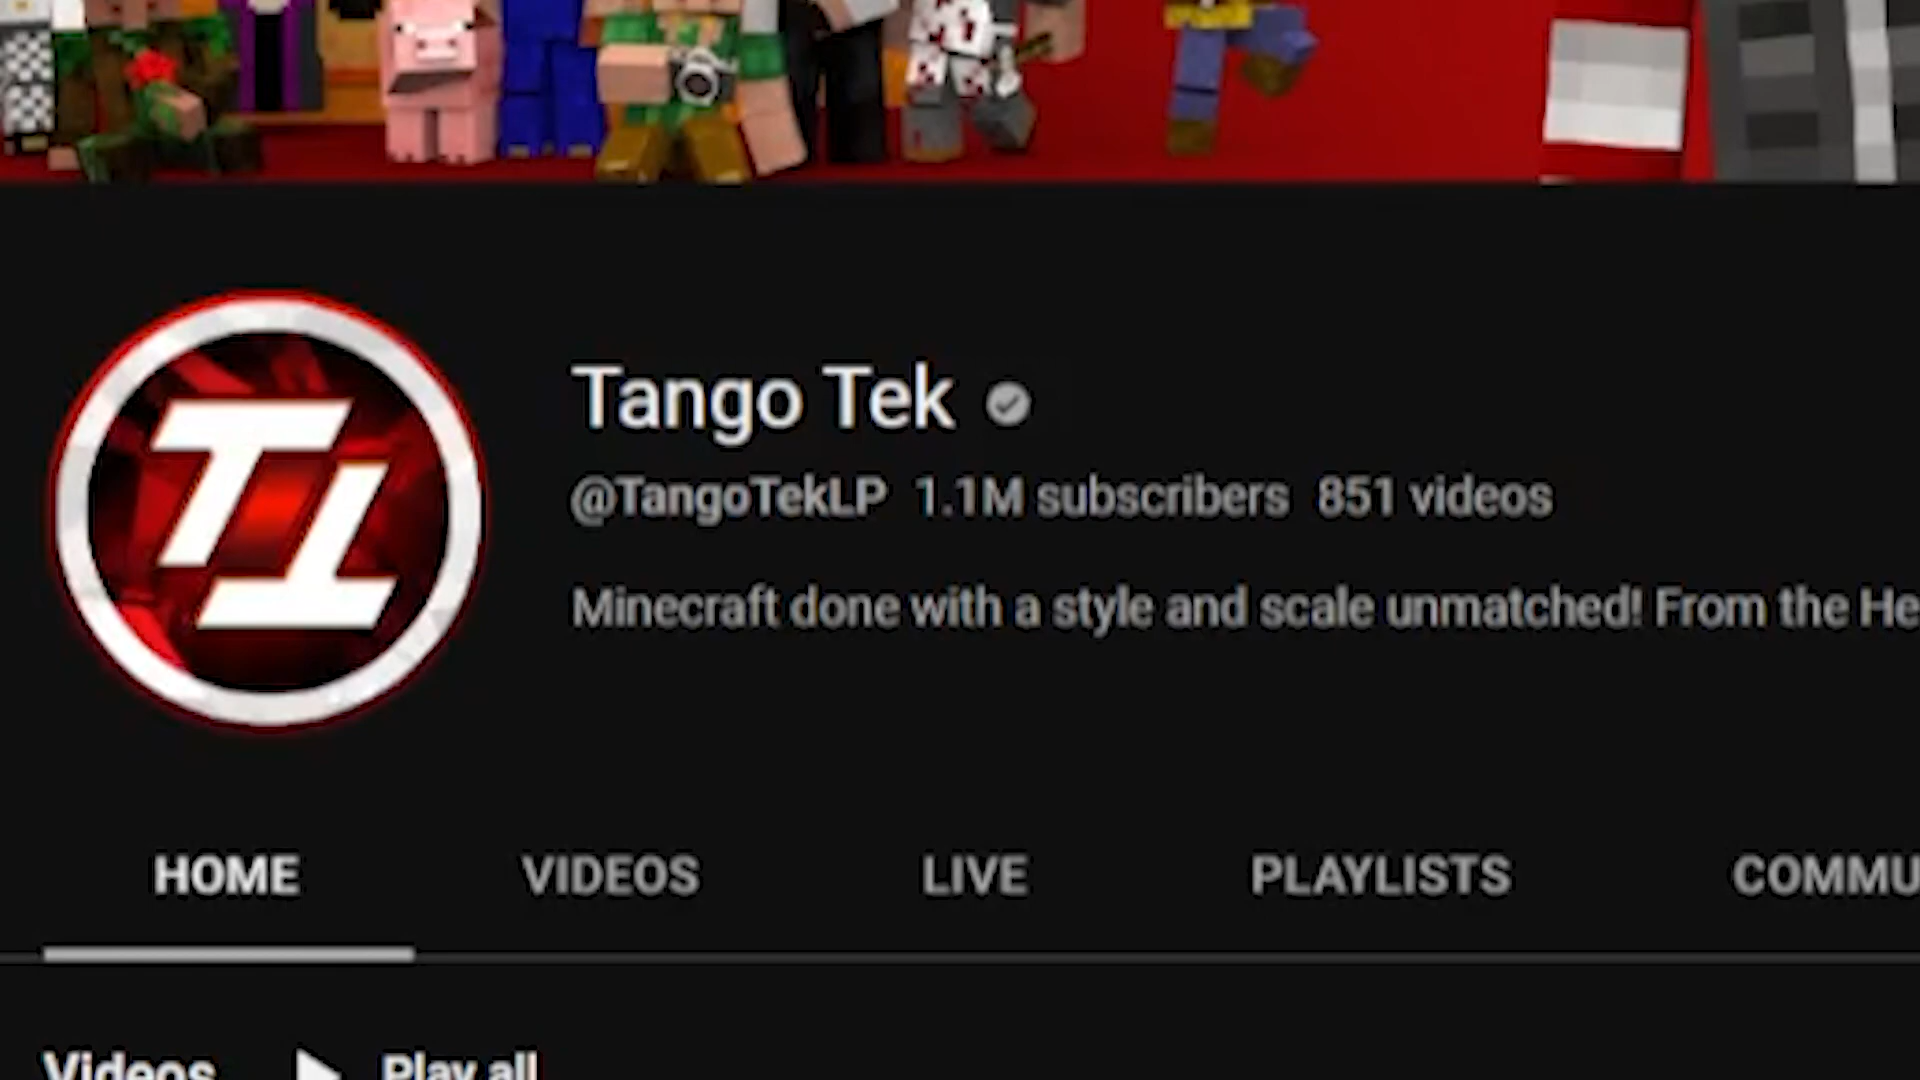 TT
Tango Tek
@TangoTekLP 1.1M subscribers 851 videos
Minecraft done with a style and scale unmatched! From the He
HOME VIDEOS LIVE PLAYLISTS COMMU
Videos Play all